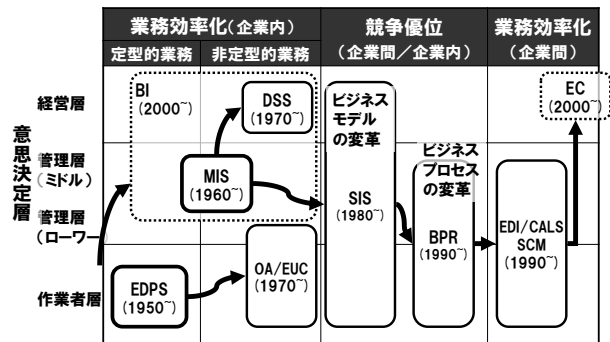 業務効率化(企業内)
競争優位
(企業間/企業内)
業務効率化
(企業間)
定型的業務
非定型的業務
意思決定層
経営層
管理層
(ミドル)
管理層
(ローワー
作業者層
BI
(2000~)
DSS
(1970~)
MIS
(1960~)
EDPS
(1950~)
OA/EUC
(1970~)
ビジネス
モデル
の変革
SIS
(1980~)
ビジネス
プロセス
の変革
BPR
(1990~)
EC
(2000~)
EDI/CALS
SCM
(1990~)